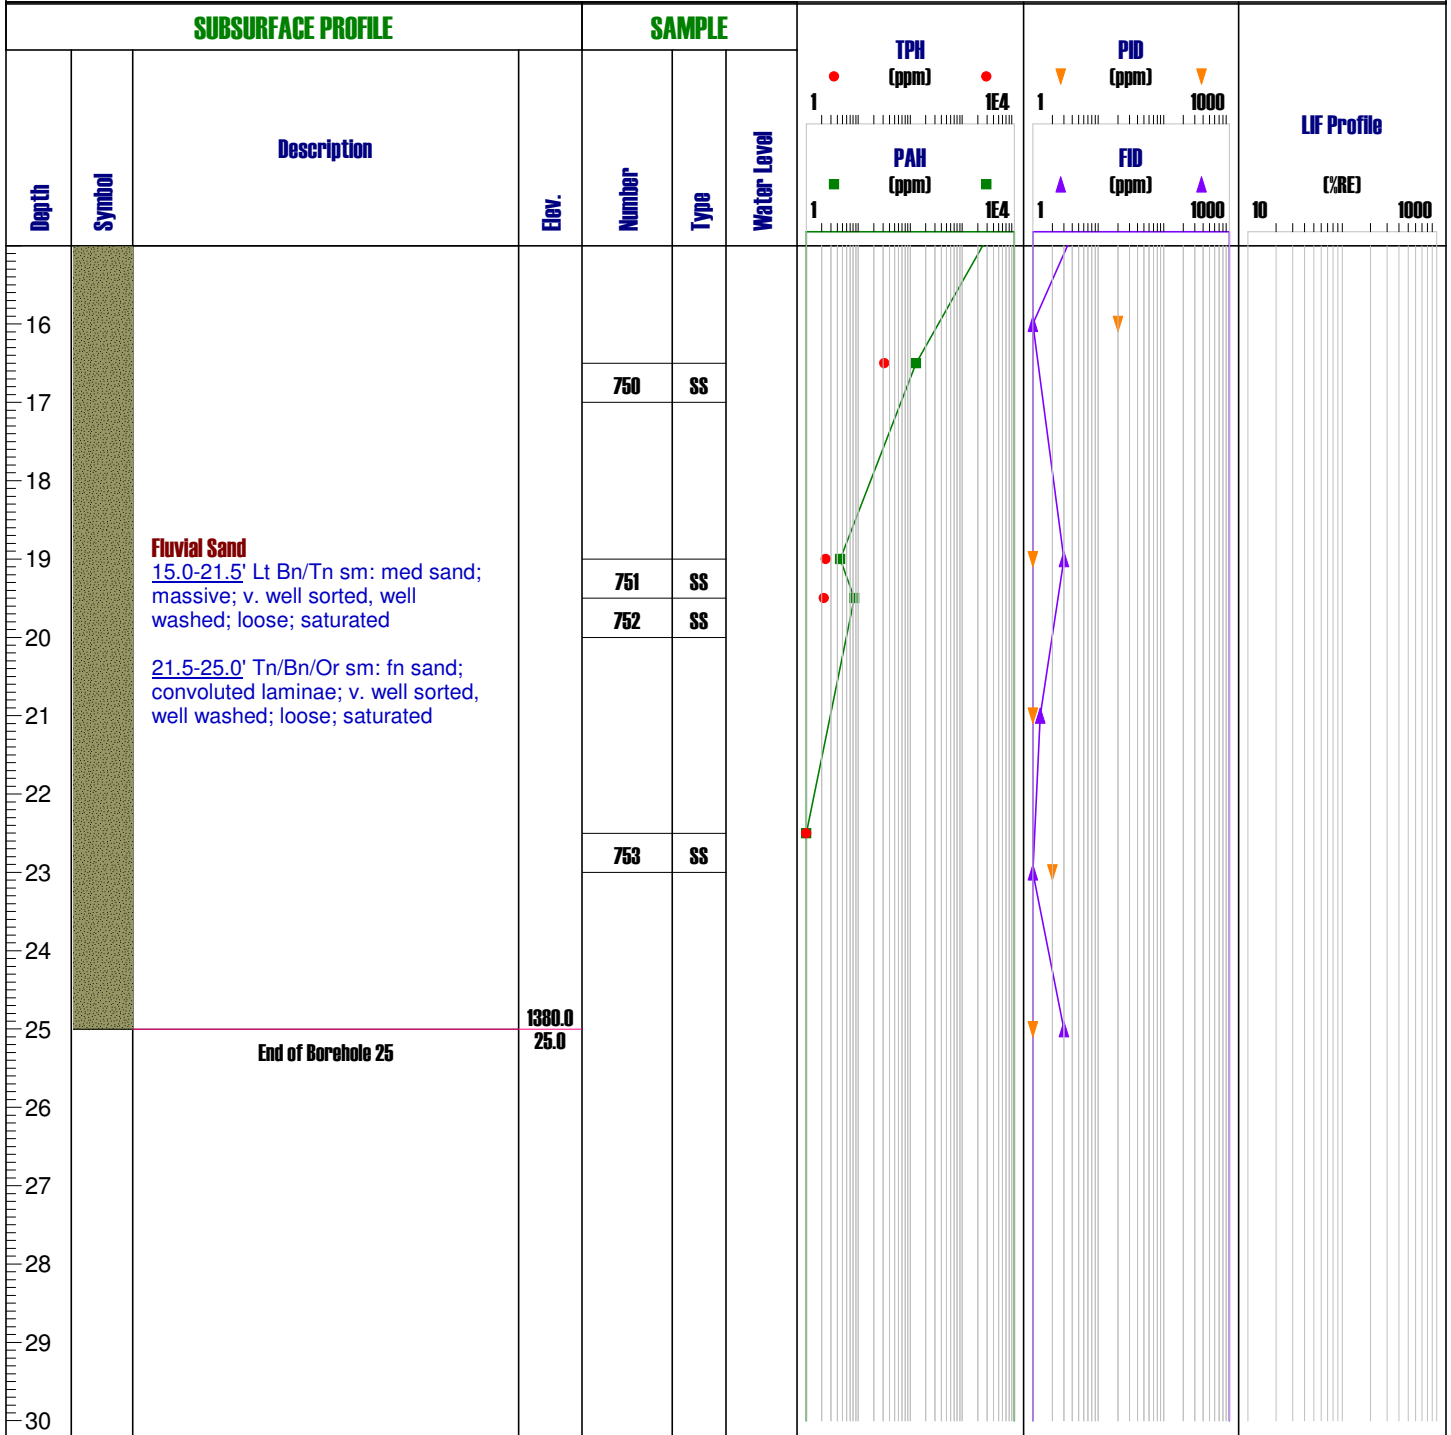 SUBSURFACE PROFILE
SAMPLE
Depth
Symbol
Description
Elev.
Number
Type
Water Level
TPH
(ppm)
1 1E4
PAH
(ppm)
1 1E4
PID
(ppm)
1 1000
FID
(ppm)
1 1000
LIF Profile
(%RE)
10 1000
16
750 SS
17
18
Fluvial Sand
19
15.0-21.5' Lt Bn/Tn sm: med sand;
massive; v. well sorted, well
washed; loose; saturated
751 SS
752 SS
20
21.5-25.0' Tn/Bn/Or sm: fn sand;
convoluted laminae; v. well sorted,
well washed; loose; saturated
21
22
753 SS
23
24
1380.0
25
25.0
End of Borehole 25
26
27
28
29
30